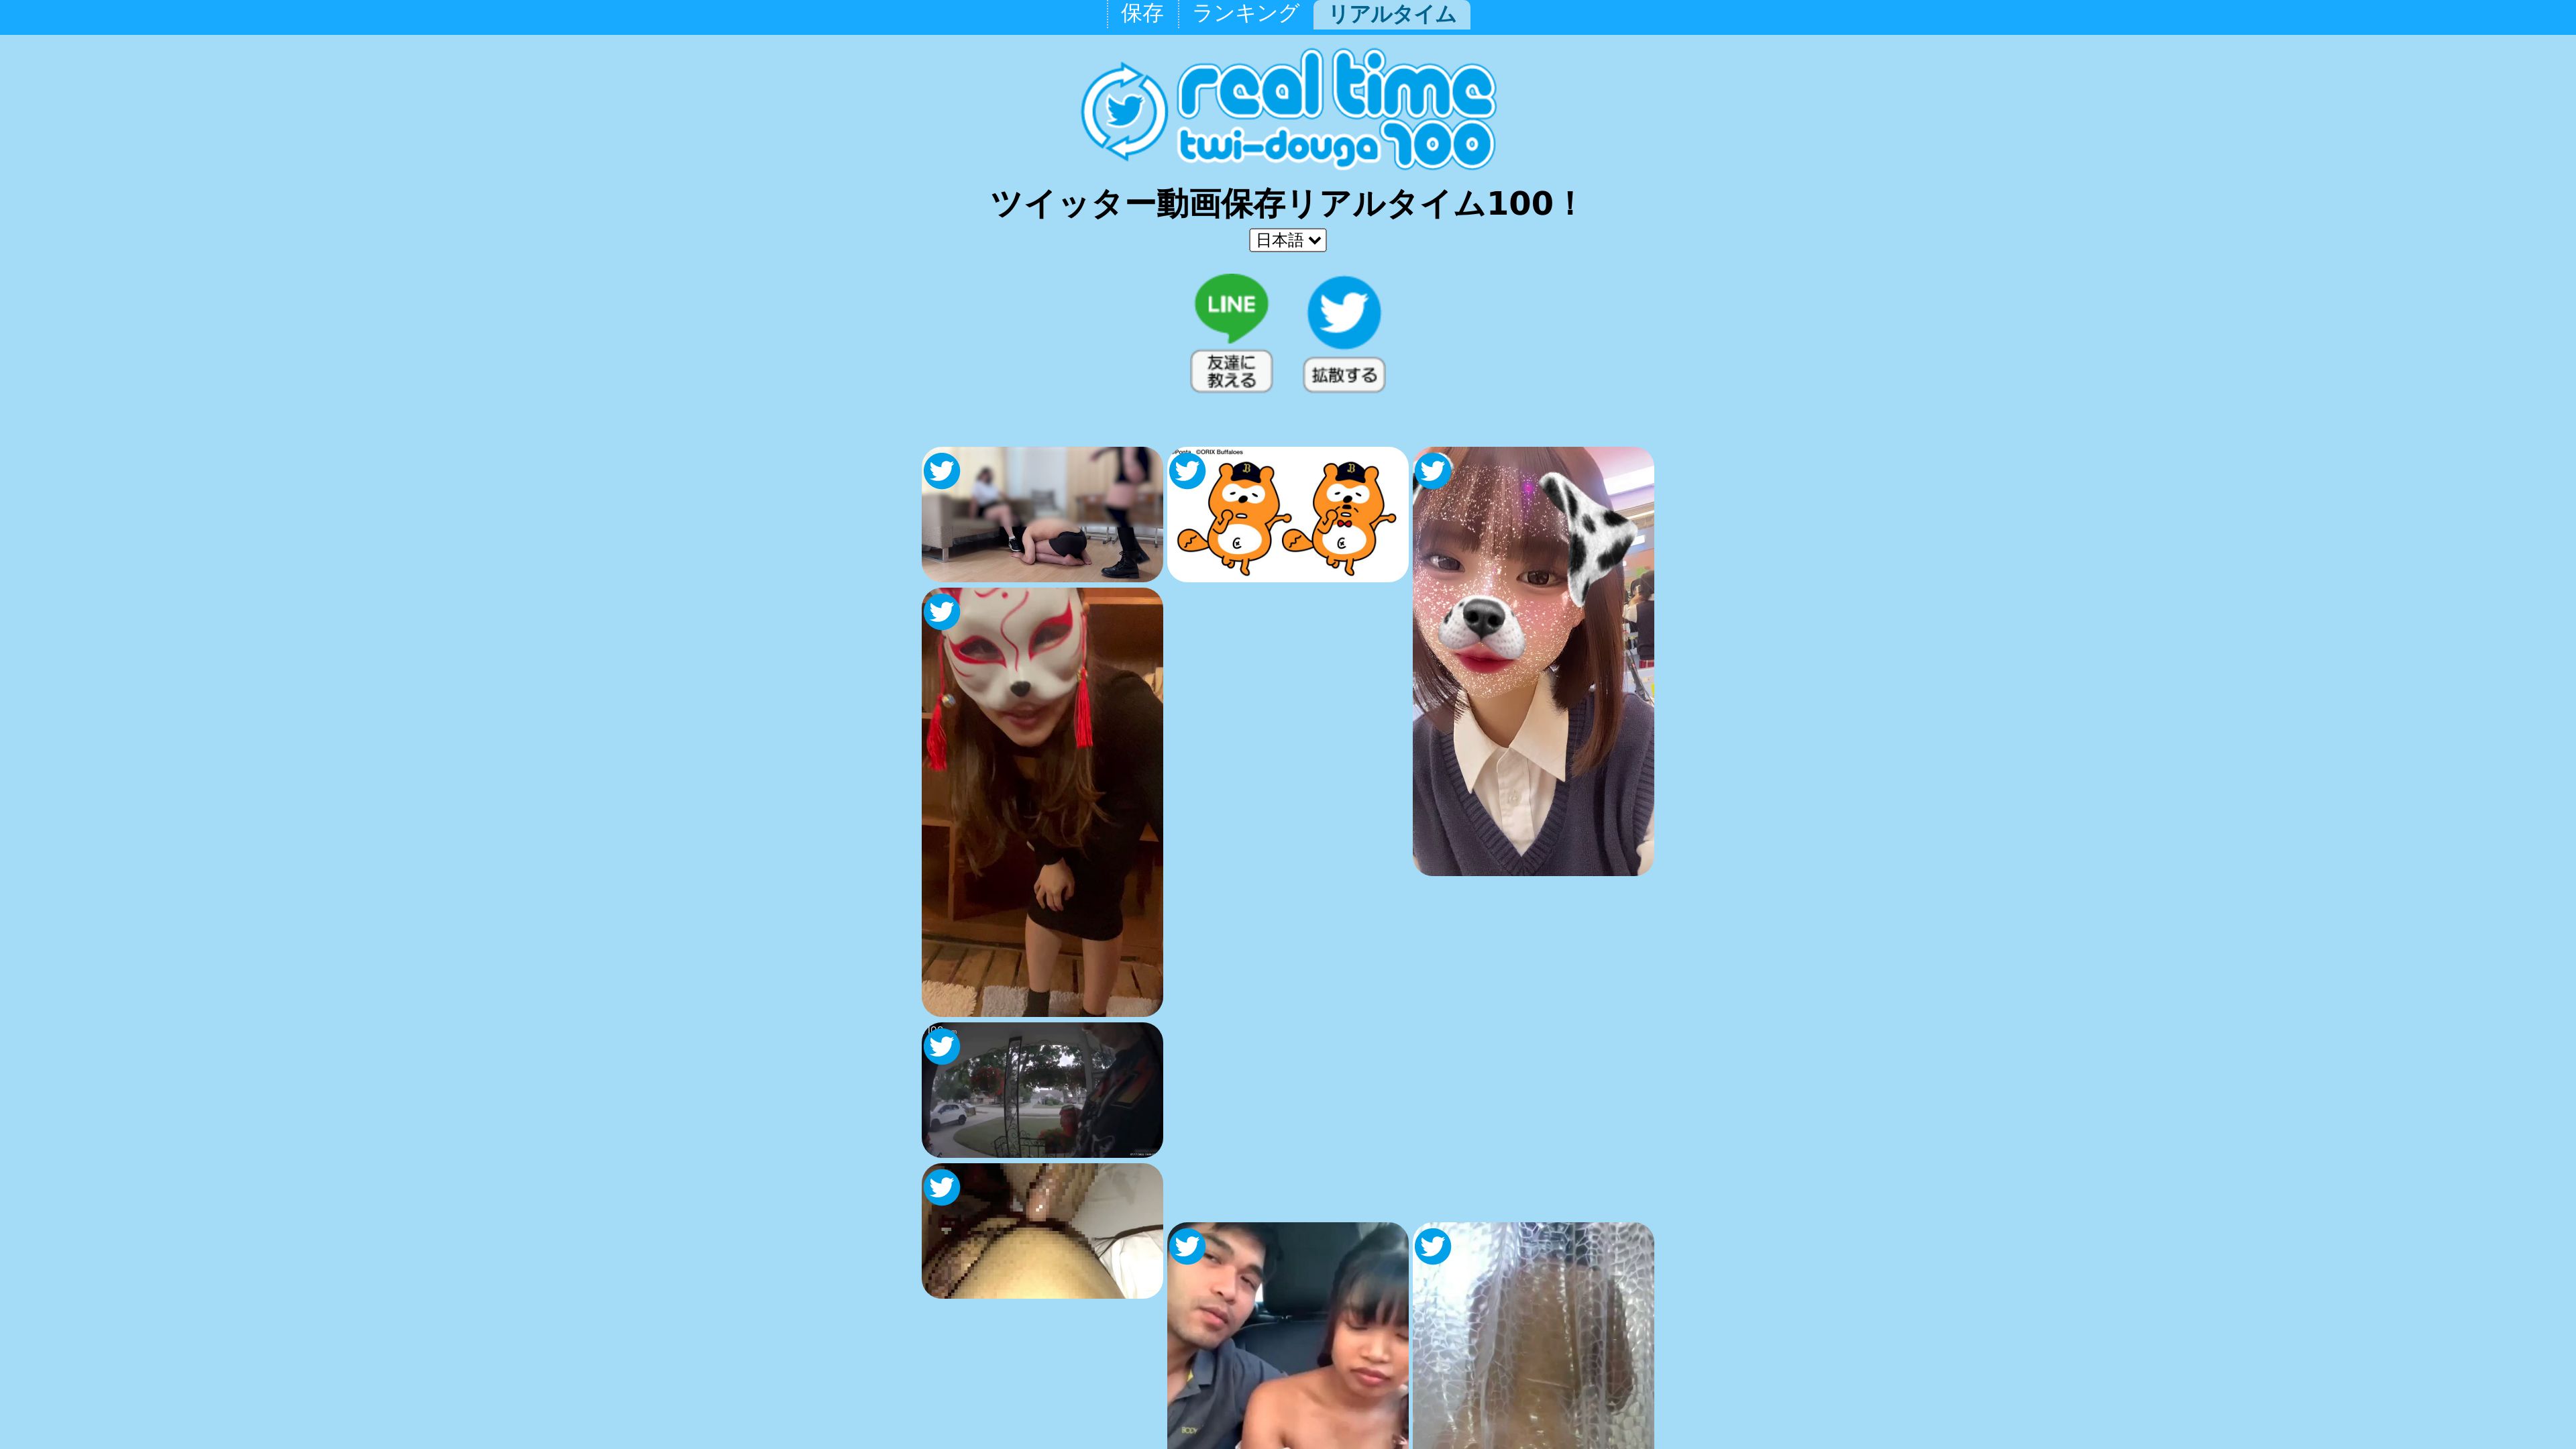 保存
ランキング
リアルタイム
real time
twi-douga 100
ツイッター動画保存リアルタイム100！
日本語
LINE
友達に
教える
拡散する
©ORIX Buffaloes